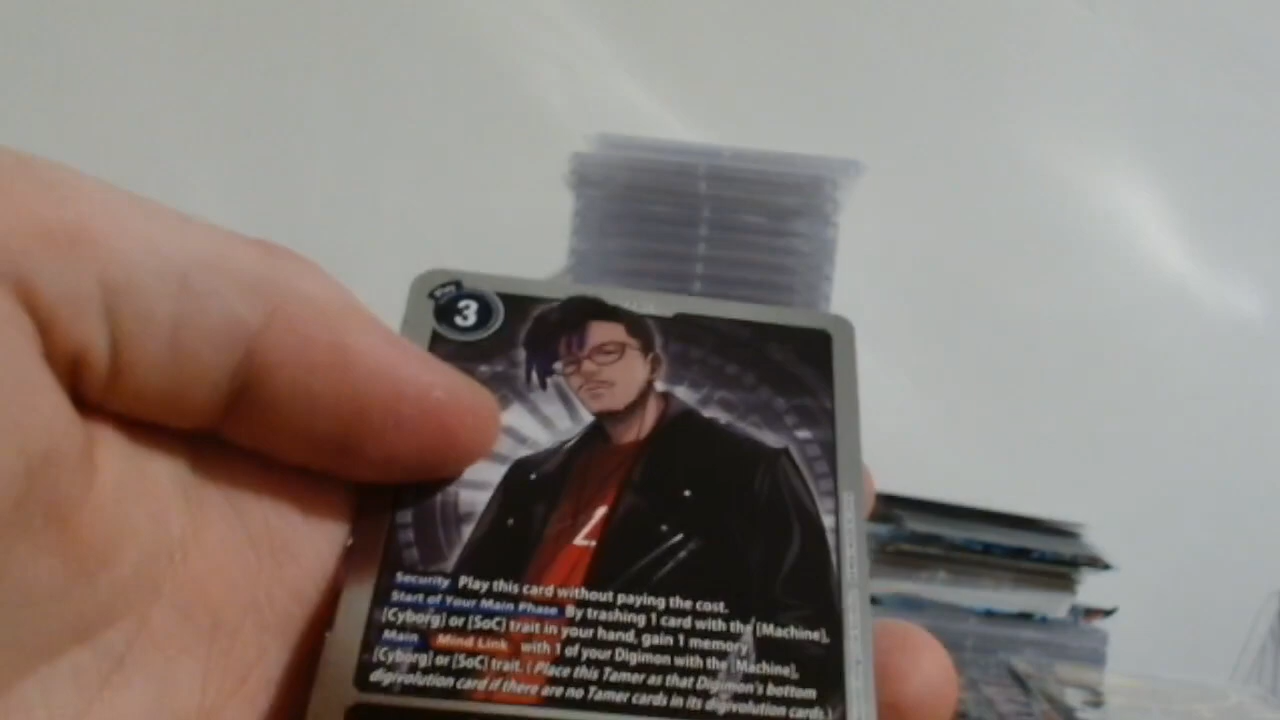 3
Security Play this card without paying the cost.
Start of Your Main Phase By trashing 1 card with the [Machine],
[Cyborg] or [SoC] trait in your hand, gain 1 memory.
Main Mind Link with 1 of your Digimon with the [Machine],
[Cyborg] or [SoC] trait. (Place this Tamer as that Digimon's bottom
digivolution card if there are no Tamer cards in its digivolution cards.)